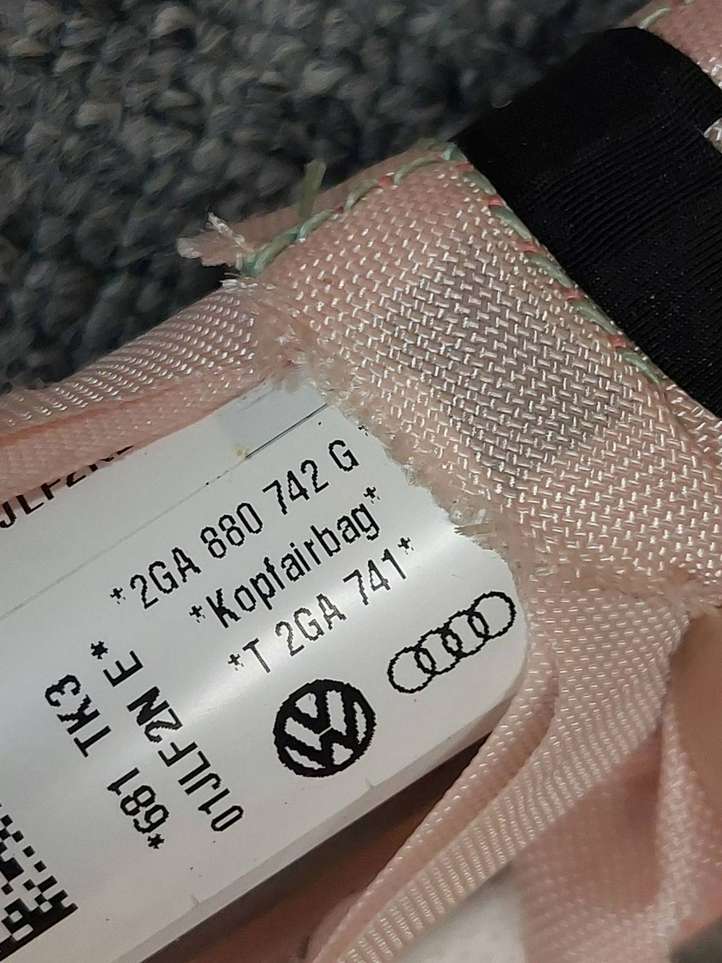 *2GA 880 742 G*
*Kopfairbag*
*T 2GA 741*
*681 TK3
01JLF2N E*